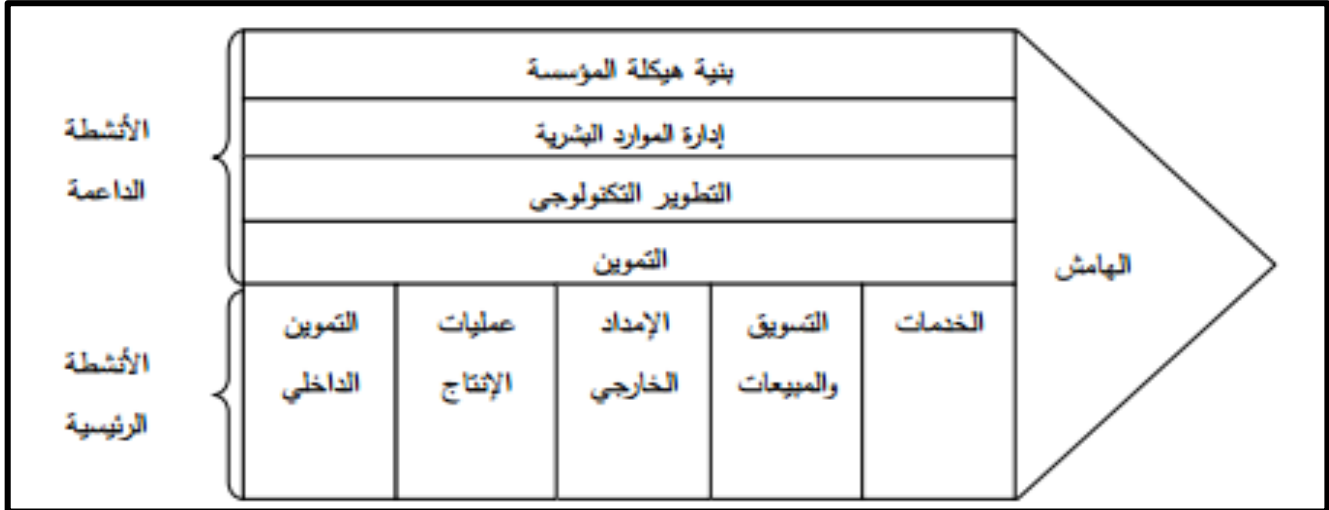 بنية هيكلة المؤسسة
إدارة الموارد البشرية
التطوير التكنولوجي
التموين
الأنشطة
الداعمة
الهامش
التموين
الداخلي
عمليات
الإنتاج
الإمداد
الخارجي
التسويق
والمبيعات
الخدمات
الأنشطة
الرئيسية